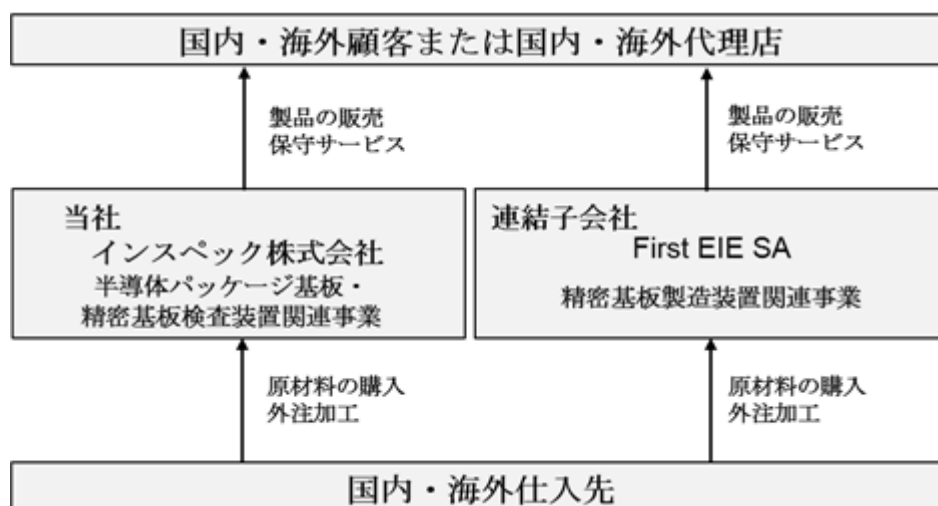 国内・海外顧客または国内・海外代理店
製品の販売
保守サービス
製品の販売
保守サービス
当社
インスペック株式会社
半導体パッケージ基板・
精密基板検査装置関連事業
連結子会社
First EIE SA
精密基板製造装置関連事業
原材料の購入
外注加工
原材料の購入
外注加工
国内・海外仕入先